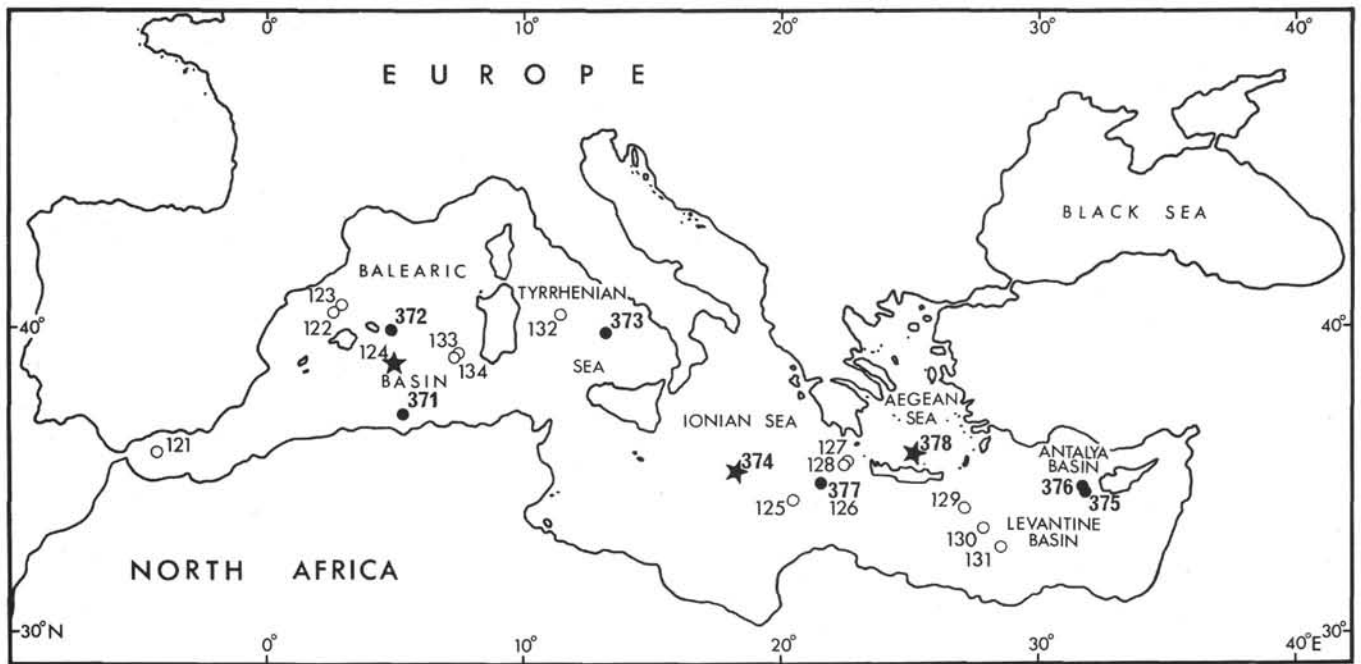 0° 10° 20° 30° 40°
EUROPE
BLACK SEA
BALEARIC
TYRRHENIAN
123
122
372
132
373
40°
40°
133
124
134
BASIN
SEA
371
IONIAN SEA
AEGEAN
SEA
378
127
128
ANTALYA
BASIN
121
374
377
376
375
125
126
129
LEVANTINE
BASIN
130
131
NORTH AFRICA
30°N
30°
0° 10° 20° 30° 40°E